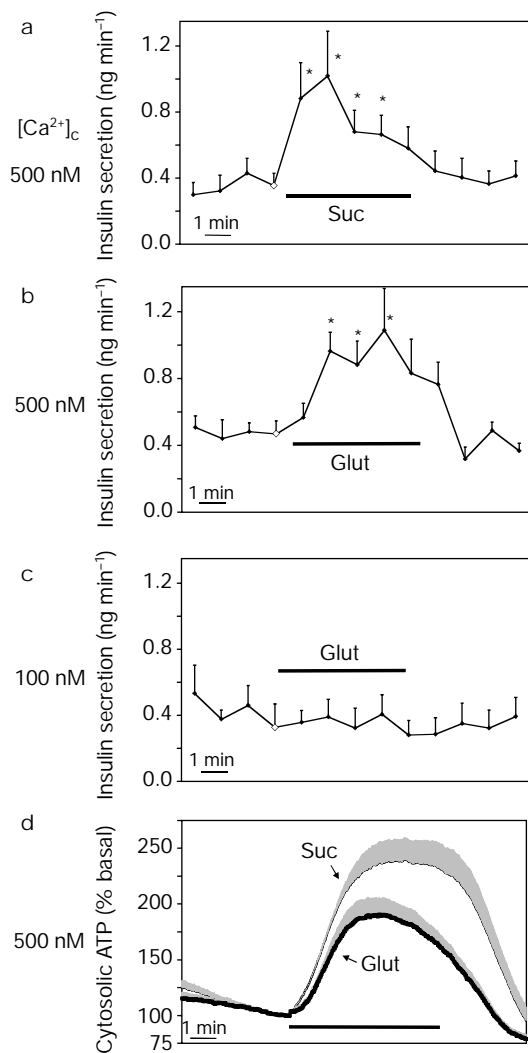 a
Insulin secretion (ng min⁻¹)
[Ca²⁺]c
500 nM
1.2
0.8
0.4
0.0
* * * *
Suc
1 min
b
Insulin secretion (ng min⁻¹)
500 nM
1.2
0.8
0.4
0.0
* * *
Glut
1 min
c
Insulin secretion (ng min⁻¹)
100 nM
1.2
0.8
0.4
0.0
Glut
1 min
d
Cytosolic ATP (% basal)
500 nM
250
200
150
100
75
Suc
Glut
1 min